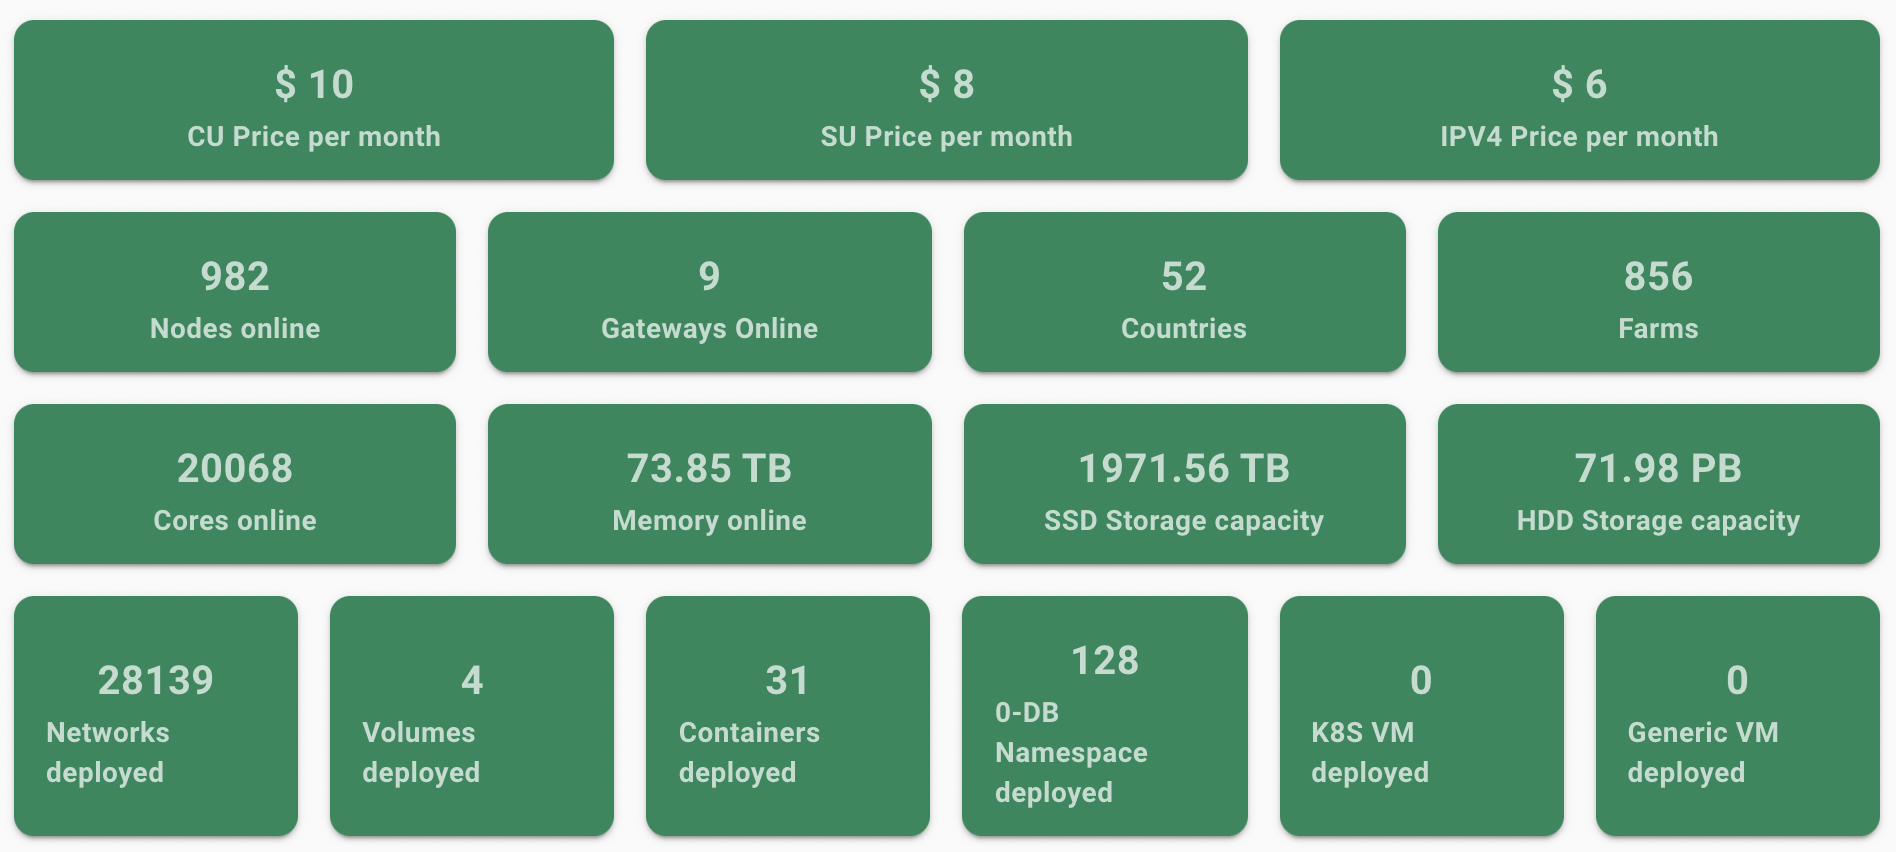 $ 10
CU Price per month
$ 8
SU Price per month
$ 6
IPV4 Price per month
982
Nodes online
9
Gateways Online
52
Countries
856
Farms
20068
Cores online
73.85 TB
Memory online
1971.56 TB
SSD Storage capacity
71.98 PB
HDD Storage capacity
28139
Networks
deployed
4
Volumes
deployed
31
Containers
deployed
128
0-DB
Namespace
deployed
0
K8S VM
deployed
0
Generic VM
deployed